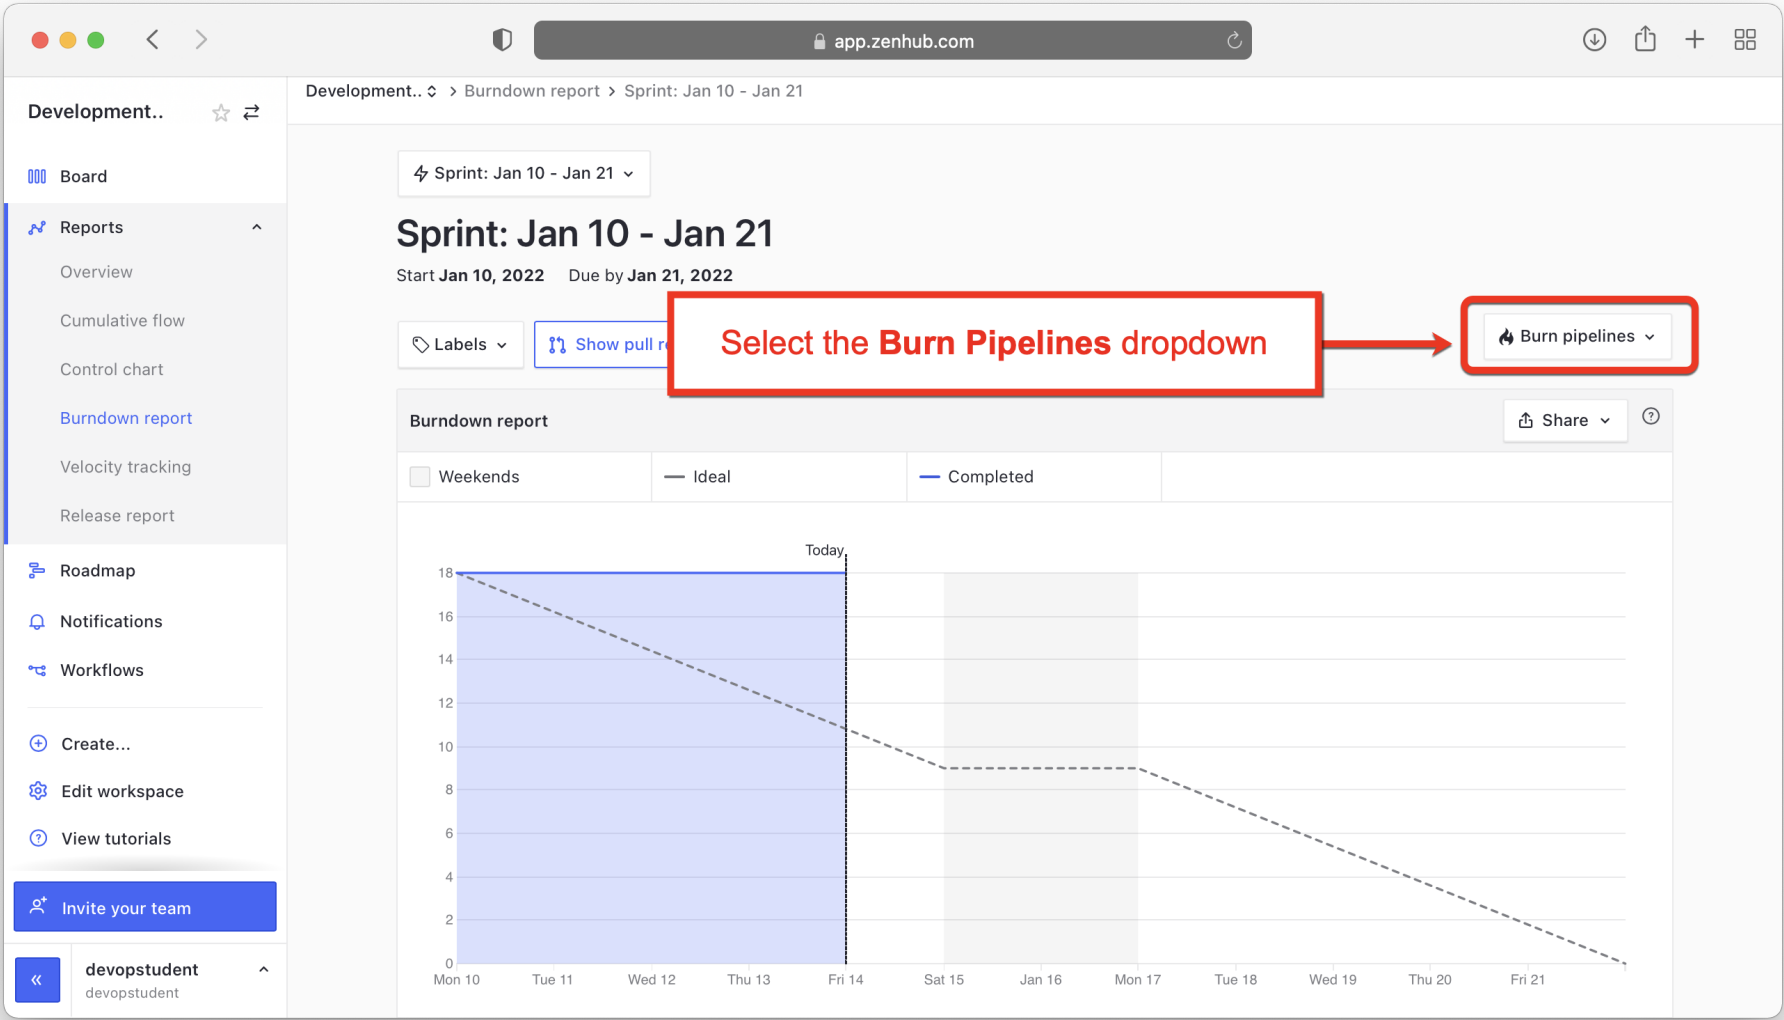 app.zenhub.com
Development..
Development.. > Burndown report > Sprint: Jan 10 - Jan 21
Board
Reports
Overview
Cumulative flow
Control chart
Burndown report
Velocity tracking
Release report
Roadmap
Notifications
Workflows
Create...
Edit workspace
View tutorials
Invite your team
«
devopstudent
devopstudent
Sprint: Jan 10 - Jan 21
Sprint: Jan 10 - Jan 21
Start Jan 10, 2022 Due by Jan 21, 2022
Labels
Show pull
Select the Burn Pipelines dropdown
Burn pipelines
Burndown report
Share
?
Weekends
Ideal
Completed
Today
18
16
14
12
10
8
6
4
2
0
Mon 10 Tue 11 Wed 12 Thu 13 Fri 14 Sat 15 Jan 16 Mon 17 Tue 18 Wed 19 Thu 20 Fri 21